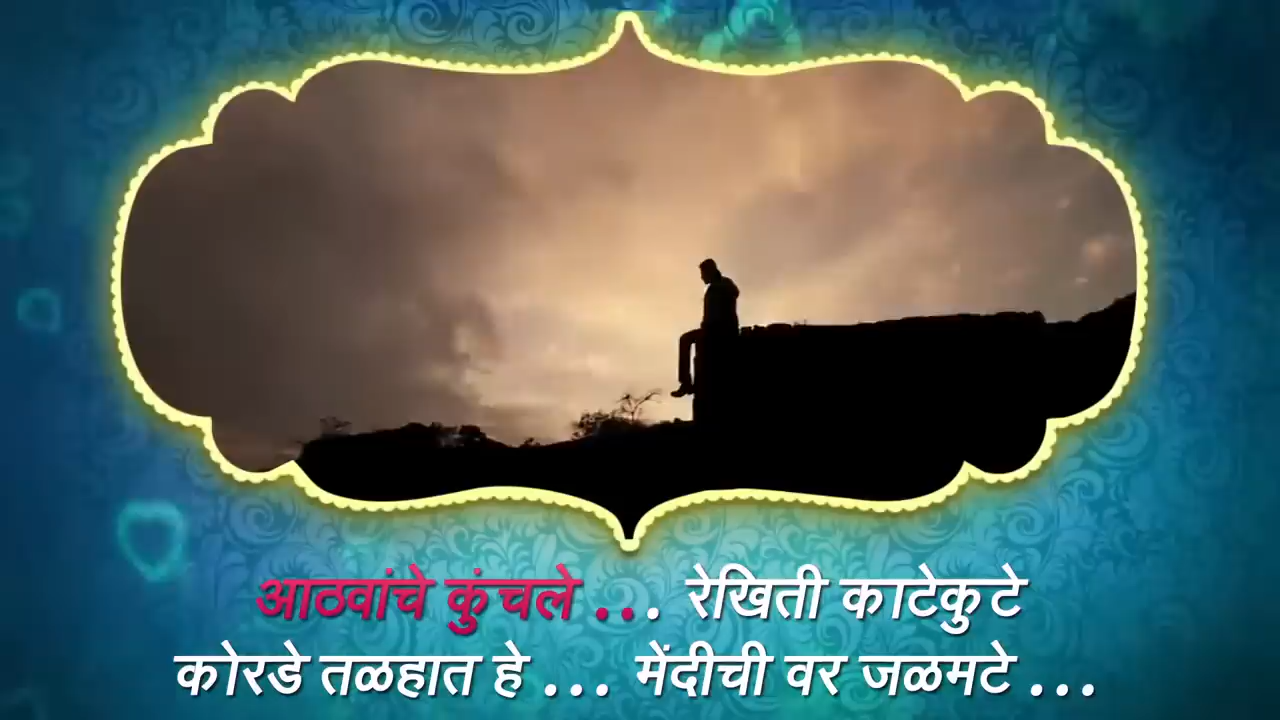 आठवांचे कुंचले ... रेखिती काटेकुटे
कोरडे तळहात हे ... मेंदीची वर जळमटे ...